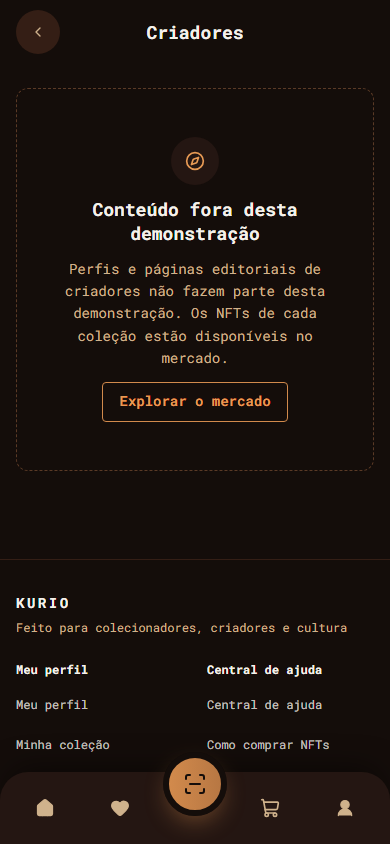 Criadores
Conteúdo fora desta
demonstração
Perfis e páginas editoriais de
criadores não fazem parte desta
demonstração. Os NFTs de cada
coleção estão disponíveis no
mercado.
Explorar o mercado
KURIO
Feito para colecionadores, criadores e cultura
Meu perfil
Central de ajuda
Meu perfil
Central de ajuda
Minha coleção
Como comprar NFTs